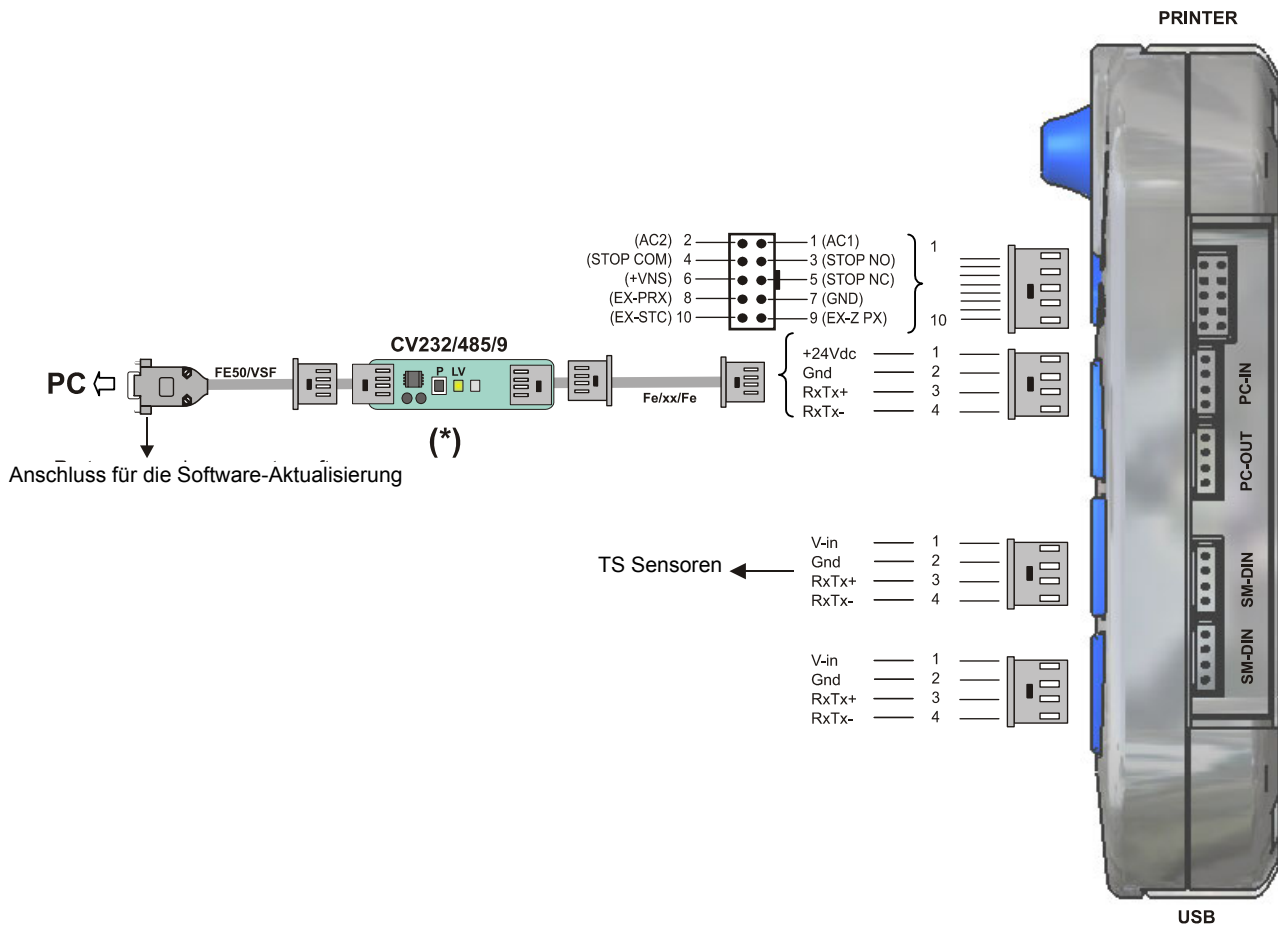 PRINTER
(AC2) 2 1 (AC1)
(STOP COM) 4 3 (STOP NO)
(+VNS) 6 5 (STOP NC)
(EX-PRX) 8 7 (GND)
(EX-STC) 10 9 (EX-Z PX)
1
10
CV232/485/9
P LV
PC
FE50/VSF
Fe/xx/Fe
(*)
Anschluss für die Software-Aktualisierung
+24Vdc 1
Gnd 2
RxTx+ 3
RxTx- 4
PC-IN
PC-OUT
TS Sensoren
V-in 1
Gnd 2
RxTx+ 3
RxTx- 4
SM-DIN
V-in 1
Gnd 2
RxTx+ 3
RxTx- 4
SM-DIN
USB